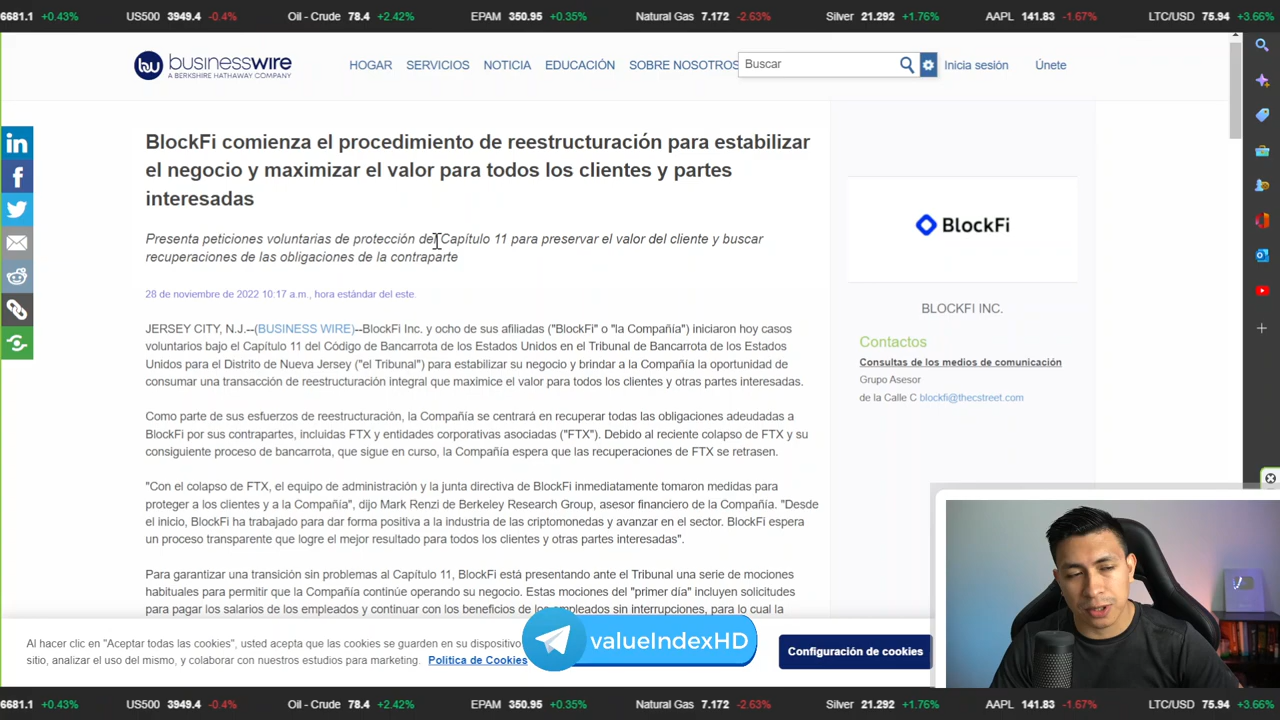 6681.1 +0.43% US500 3949.4 -0.4% Oil - Crude 78.4 +2.42% EPAM 350.95 +0.35% Natural Gas 7.172 -2.63% Silver 21.292 +1.76% AAPL 141.83 -1.67% LTC/USD 75.94 +3.66%
businesswire
A BERKSHIRE HATHAWAY COMPANY
HOGAR SERVICIOS NOTICIA EDUCACIÓN SOBRE NOSOTROS Buscar Inicia sesión Únete
BlockFi comienza el procedimiento de reestructuración para estabilizar
el negocio y maximizar el valor para todos los clientes y partes
interesadas
Presenta peticiones voluntarias de protección del Capítulo 11 para preservar el valor del cliente y buscar
recuperaciones de las obligaciones de la contraparte
28 de noviembre de 2022 10:17 a.m., hora estándar del este.
JERSEY CITY, N.J.--(BUSINESS WIRE)--BlockFi Inc. y ocho de sus afiliadas ("BlockFi" o "la Compañía") iniciaron hoy casos
voluntarios bajo el Capítulo 11 del Código de Bancarrota de los Estados Unidos en el Tribunal de Bancarrota de los Estados
Unidos para el Distrito de Nueva Jersey ("el Tribunal") para estabilizar su negocio y brindar a la Compañía la oportunidad de
consumar una transacción de reestructuración integral que maximice el valor para todos los clientes y otras partes interesadas.
Como parte de sus esfuerzos de reestructuración, la Compañía se centrará en recuperar todas las obligaciones adeudadas a
BlockFi por sus contrapartes, incluidas FTX y entidades corporativas asociadas ("FTX"). Debido al reciente colapso de FTX y su
consiguiente proceso de bancarrota, que sigue en curso, la Compañía espera que las recuperaciones de FTX se retrasen.
"Con el colapso de FTX, el equipo de administración y la junta directiva de BlockFi inmediatamente tomaron medidas para
proteger a los clientes y a la Compañía", dijo Mark Renzi de Berkeley Research Group, asesor financiero de la Compañía. "Desde
el inicio, BlockFi ha trabajado para dar forma positiva a la industria de las criptomonedas y avanzar en el sector. BlockFi espera
un proceso transparente que logre el mejor resultado para todos los clientes y otras partes interesadas".
Para garantizar una transición sin problemas al Capítulo 11, BlockFi está presentando ante el Tribunal una serie de mociones
habituales para permitir que la Compañía continúe operando su negocio. Estas mociones del "primer día" incluyen solicitudes
para pagar los salarios de los empleados y continuar con los beneficios de los empleados sin interrupciones, para lo cual la
BlockFi
BLOCKFI INC.
Contactos
Consultas de los medios de comunicación
Grupo Asesor
de la Calle C blockfi@thecstreet.com
Al hacer clic en "Aceptar todas las cookies", usted acepta que las cookies se guarden en su dispositivo
sitio, analizar el uso del mismo, y colaborar con nuestros estudios para marketing. Política de Cookies
valueIndexHD
Configuración de cookies
6681.1 +0.43% US500 3949.4 -0.4% Oil - Crude 78.4 +2.42% EPAM 350.95 +0.35% Natural Gas 7.172 -2.63% Silver 21.292 +1.76% AAPL 141.83 -1.67% LTC/USD 75.94 +3.66%